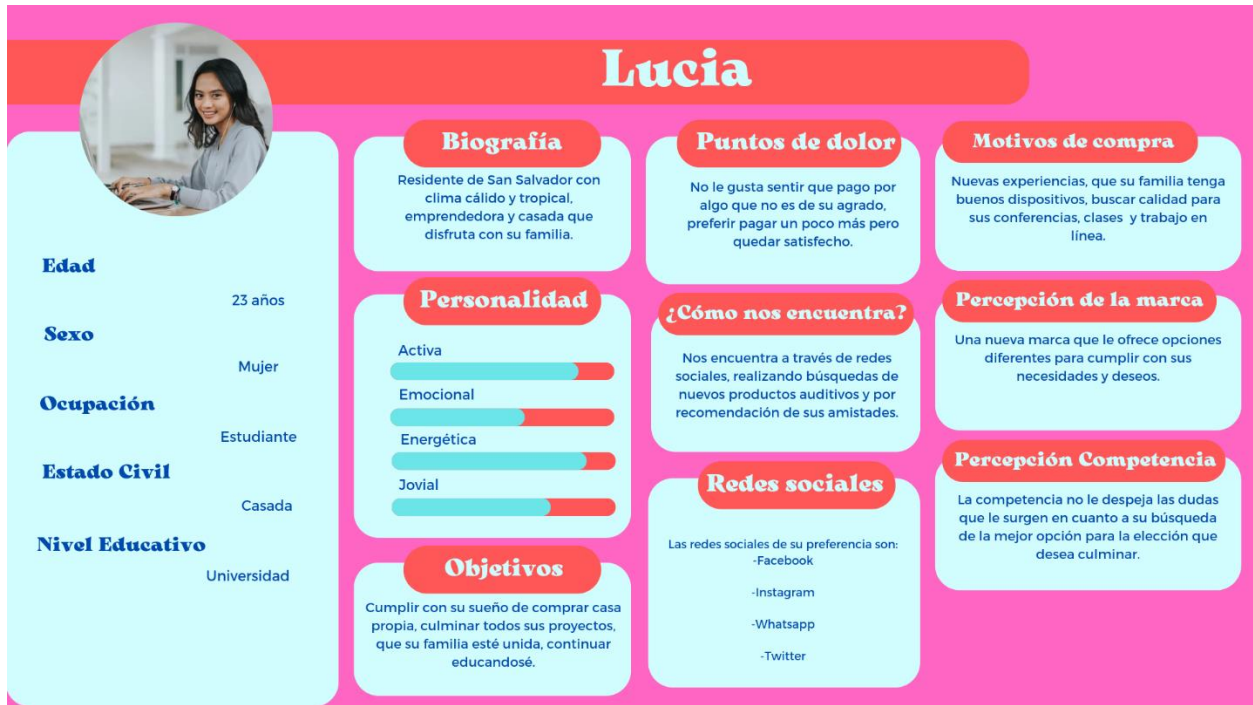 Lucia
Edad
23 años
Sexo
Mujer
Ocupación
Estudiante
Estado Civil
Casada
Nivel Educativo
Universidad
Biografía
Residente de San Salvador con
clima cálido y tropical,
emprendedora y casada que
disfruta con su familia.
Personalidad
Activa
Emocional
Energética
Jovial
Objetivos
Cumplir con su sueño de comprar casa
propia, culminar todos sus proyectos,
que su familia esté unida, continuar
educandosé.
Puntos de dolor
No le gusta sentir que pago por
algo que no es de su agrado,
preferir pagar un poco más pero
quedar satisfecho.
¿Cómo nos encuentra?
Nos encuentra a través de redes
sociales, realizando búsquedas de
nuevos productos auditivos y por
recomendación de sus amistades.
Redes sociales
Las redes sociales de su preferencia son:
-Facebook
-Instagram
-Whatsapp
-Twitter
Motivos de compra
Nuevas experiencias, que su familia tenga
buenos dispositivos, buscar calidad para
sus conferencias, clases y trabajo en
línea.
Percepción de la marca
Una nueva marca que le ofrece opciones
diferentes para cumplir con sus
necesidades y deseos.
Percepción Competencia
La competencia no le despeja las dudas
que le surgen en cuanto a su búsqueda
de la mejor opción para la elección que
desea culminar.